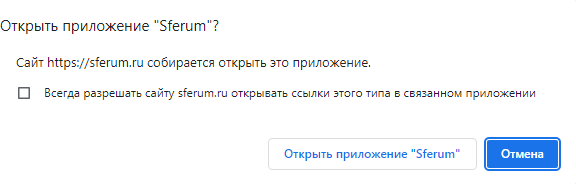 Открыть приложение "Sferum"?
Сайт https://sferum.ru собирается открыть это приложение.
Всегда разрешать сайту sferum.ru открывать ссылки этого типа в связанном приложении
Открыть приложение "Sferum"
Отмена